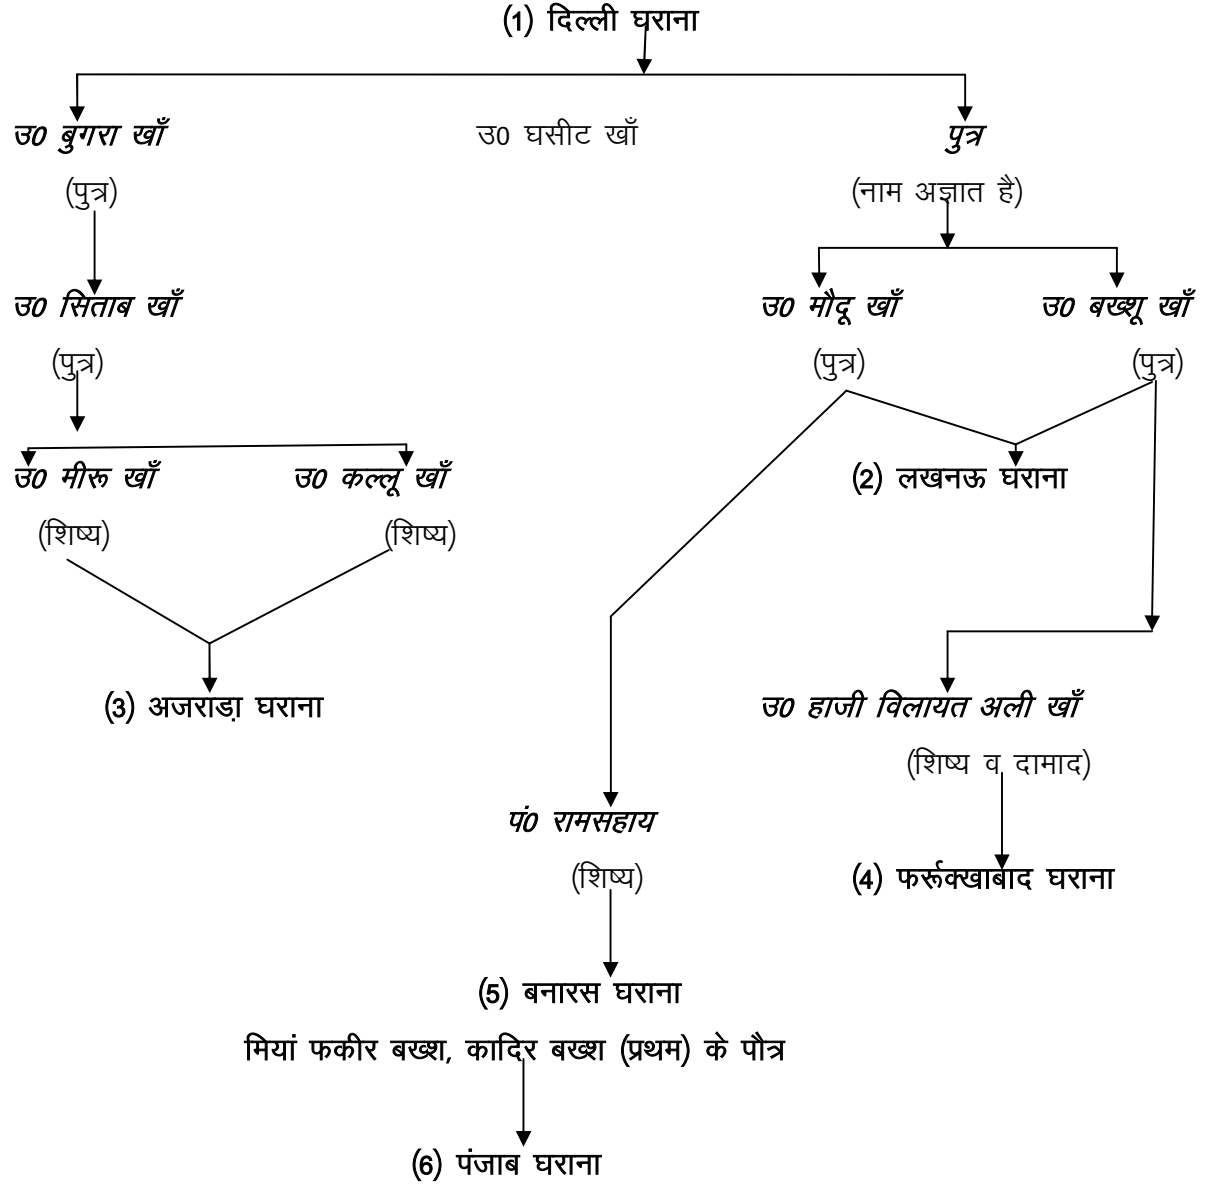 (1) दिल्ली घराना
उ0 बुगरा खाँ उ0 घसीट खाँ पुत्र
(पुत्र) (नाम अज्ञात है)
उ0 सिताब खाँ उ0 मौदू खाँ उ0 बख्शू खाँ
(पुत्र) (पुत्र) (पुत्र)
उ0 मीरू खाँ उ0 कल्लू खाँ (2) लखनऊ घराना
(शिष्य) (शिष्य)
(3) अजराडा़ घराना उ0 हाजी विलायत अली खाँ
(शिष्य व दामाद)
पं0 रामसहाय
(शिष्य) (4) फर्रूक्खाबाद घराना
(5) बनारस घराना
मियां फकीर बख्श, कादिर बख्श (प्रथम) के पौत्र
(6) पंजाब घराना